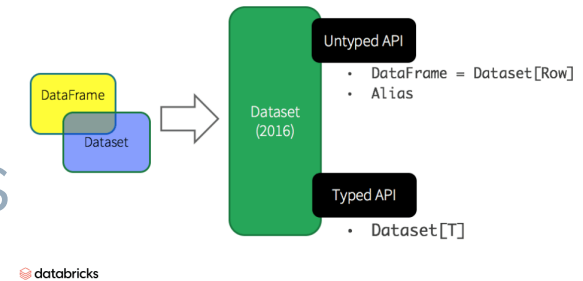 DataFrame
Dataset
Dataset
(2016)
Untyped API
• DataFrame = Dataset[Row]
• Alias
Typed API
• Dataset[T]
S
databricks